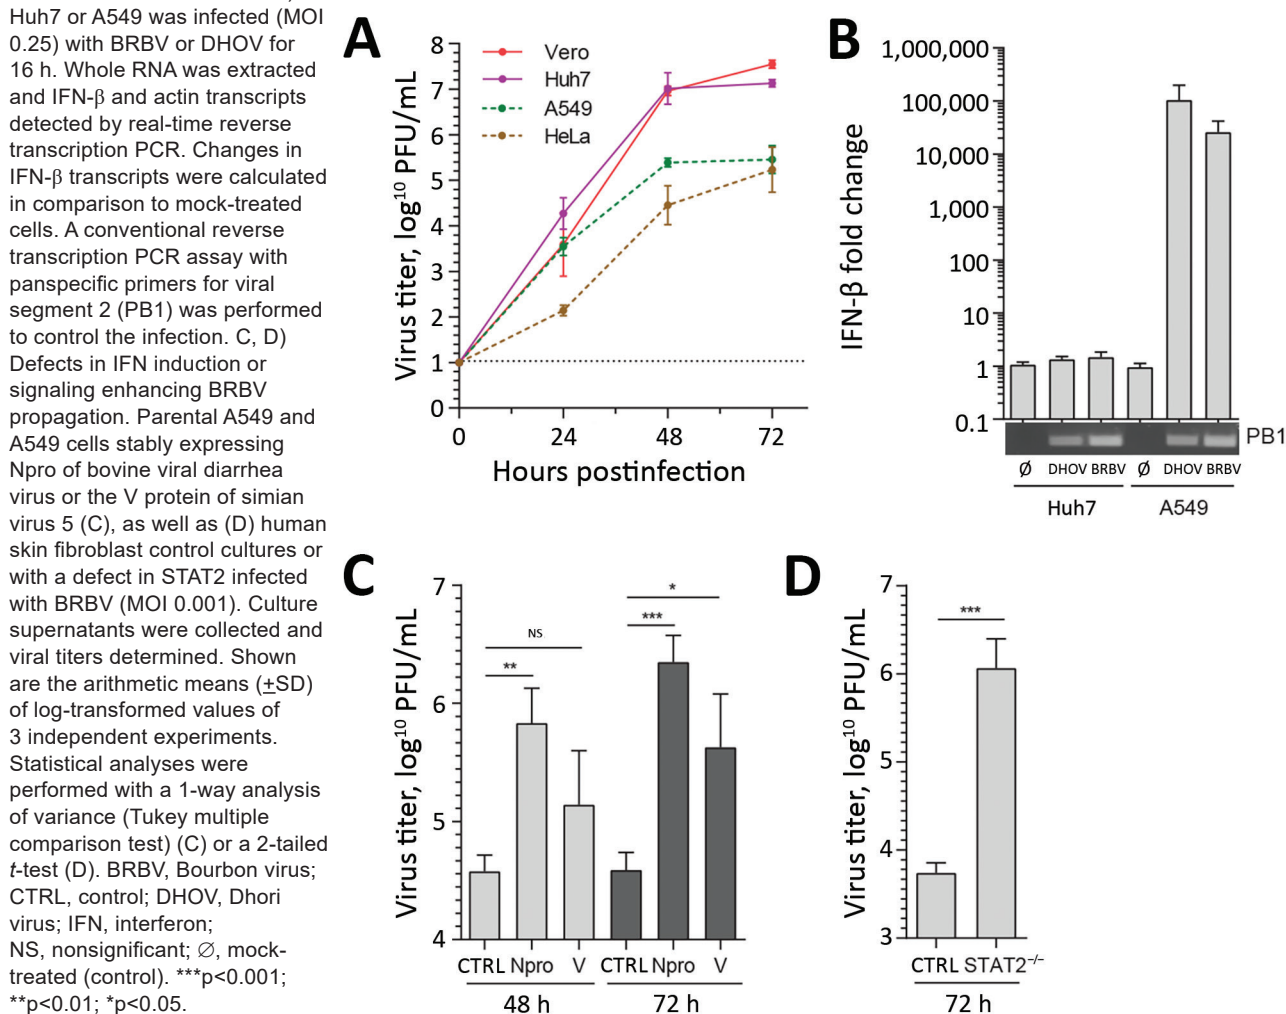 Huh7 or A549 was infected (MOI
0.25) with BRBV or DHOV for
16 h. Whole RNA was extracted
and IFN-β and actin transcripts
detected by real-time reverse
transcription PCR. Changes in
IFN-β transcripts were calculated
in comparison to mock-treated
cells. A conventional reverse
transcription PCR assay with
panspecific primers for viral
segment 2 (PB1) was performed
to control the infection. C, D)
Defects in IFN induction or
signaling enhancing BRBV
propagation. Parental A549 and
A549 cells stably expressing
Npro of bovine viral diarrhea
virus or the V protein of simian
virus 5 (C), as well as (D) human
skin fibroblast control cultures or
with a defect in STAT2 infected
with BRBV (MOI 0.001). Culture
supernatants were collected and
viral titers determined. Shown
are the arithmetic means (±SD)
of log-transformed values of
3 independent experiments.
Statistical analyses were
performed with a 1-way analysis
of variance (Tukey multiple
comparison test) (C) or a 2-tailed
t-test (D). BRBV, Bourbon virus;
CTRL, control; DHOV, Dhori
virus; IFN, interferon;
NS, nonsignificant; ∅, mock-
treated (control). ***p<0.001;
**p<0.01; *p<0.05.
A
Virus titer, log¹⁰ PFU/mL
8
7
6
5
4
3
2
1
0
Vero
Huh7
A549
HeLa
0 24 48 72
Hours postinfection
B
IFN-β fold change
1,000,000
100,000
10,000
1,000
100
10
1
0.1
PB1
Ø DHOV BRBV Ø DHOV BRBV
Huh7 A549
C
Virus titer, log¹⁰ PFU/mL
7
6
5
4
NS
**
*
***
CTRL Npro V CTRL Npro V
48 h 72 h
D
Virus titer, log¹⁰ PFU/mL
7
6
5
4
3
***
CTRL STAT2⁻/⁻
72 h